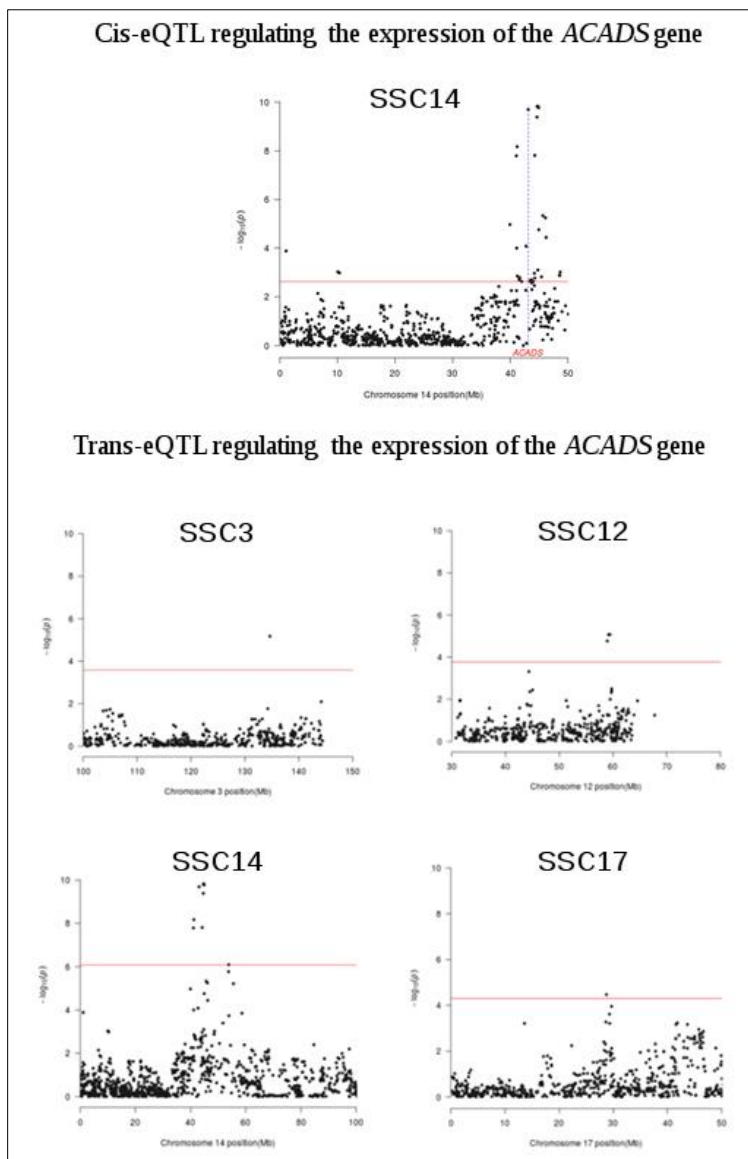 Cis-eQTL regulating the expression of the ACADS gene
SSC14
10
8
6
4
2
0
- log10(p)
ACADS
0 10 20 30 40 50
Chromosome 14 position(Mb)
Trans-eQTL regulating the expression of the ACADS gene
SSC3
10
8
6
4
2
0
- log10(p)
100 110 120 130 140 150
Chromosome 3 position(Mb)
SSC12
10
8
6
4
2
0
- log10(p)
30 40 50 60 70 80
Chromosome 12 position(Mb)
SSC14
10
8
6
4
2
0
- log10(p)
0 20 40 60 80 100
Chromosome 14 position(Mb)
SSC17
10
8
6
4
2
0
- log10(p)
0 10 20 30 40 50
Chromosome 17 position(Mb)